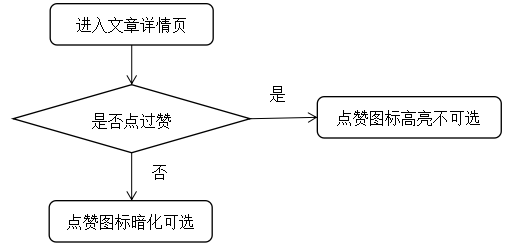 进入文章详情页
是否点过赞
是
点赞图标高亮不可选
否
点赞图标暗化可选